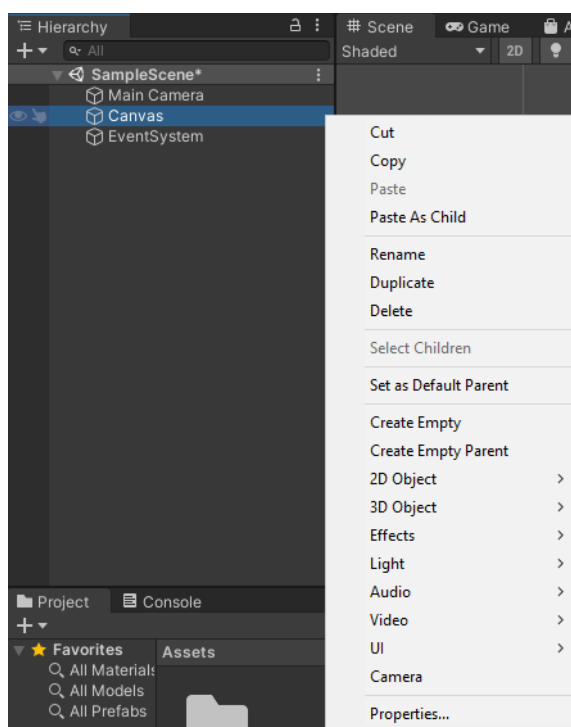 Hierarchy
All
SampleScene*
Main Camera
Canvas
EventSystem
Scene
Game
Shaded
2D
Cut
Copy
Paste
Paste As Child
Rename
Duplicate
Delete
Select Children
Set as Default Parent
Create Empty
Create Empty Parent
2D Object
3D Object
Effects
Light
Audio
Video
UI
Camera
Properties...
Project
Console
Favorites
All Materials
All Models
All Prefabs
Assets